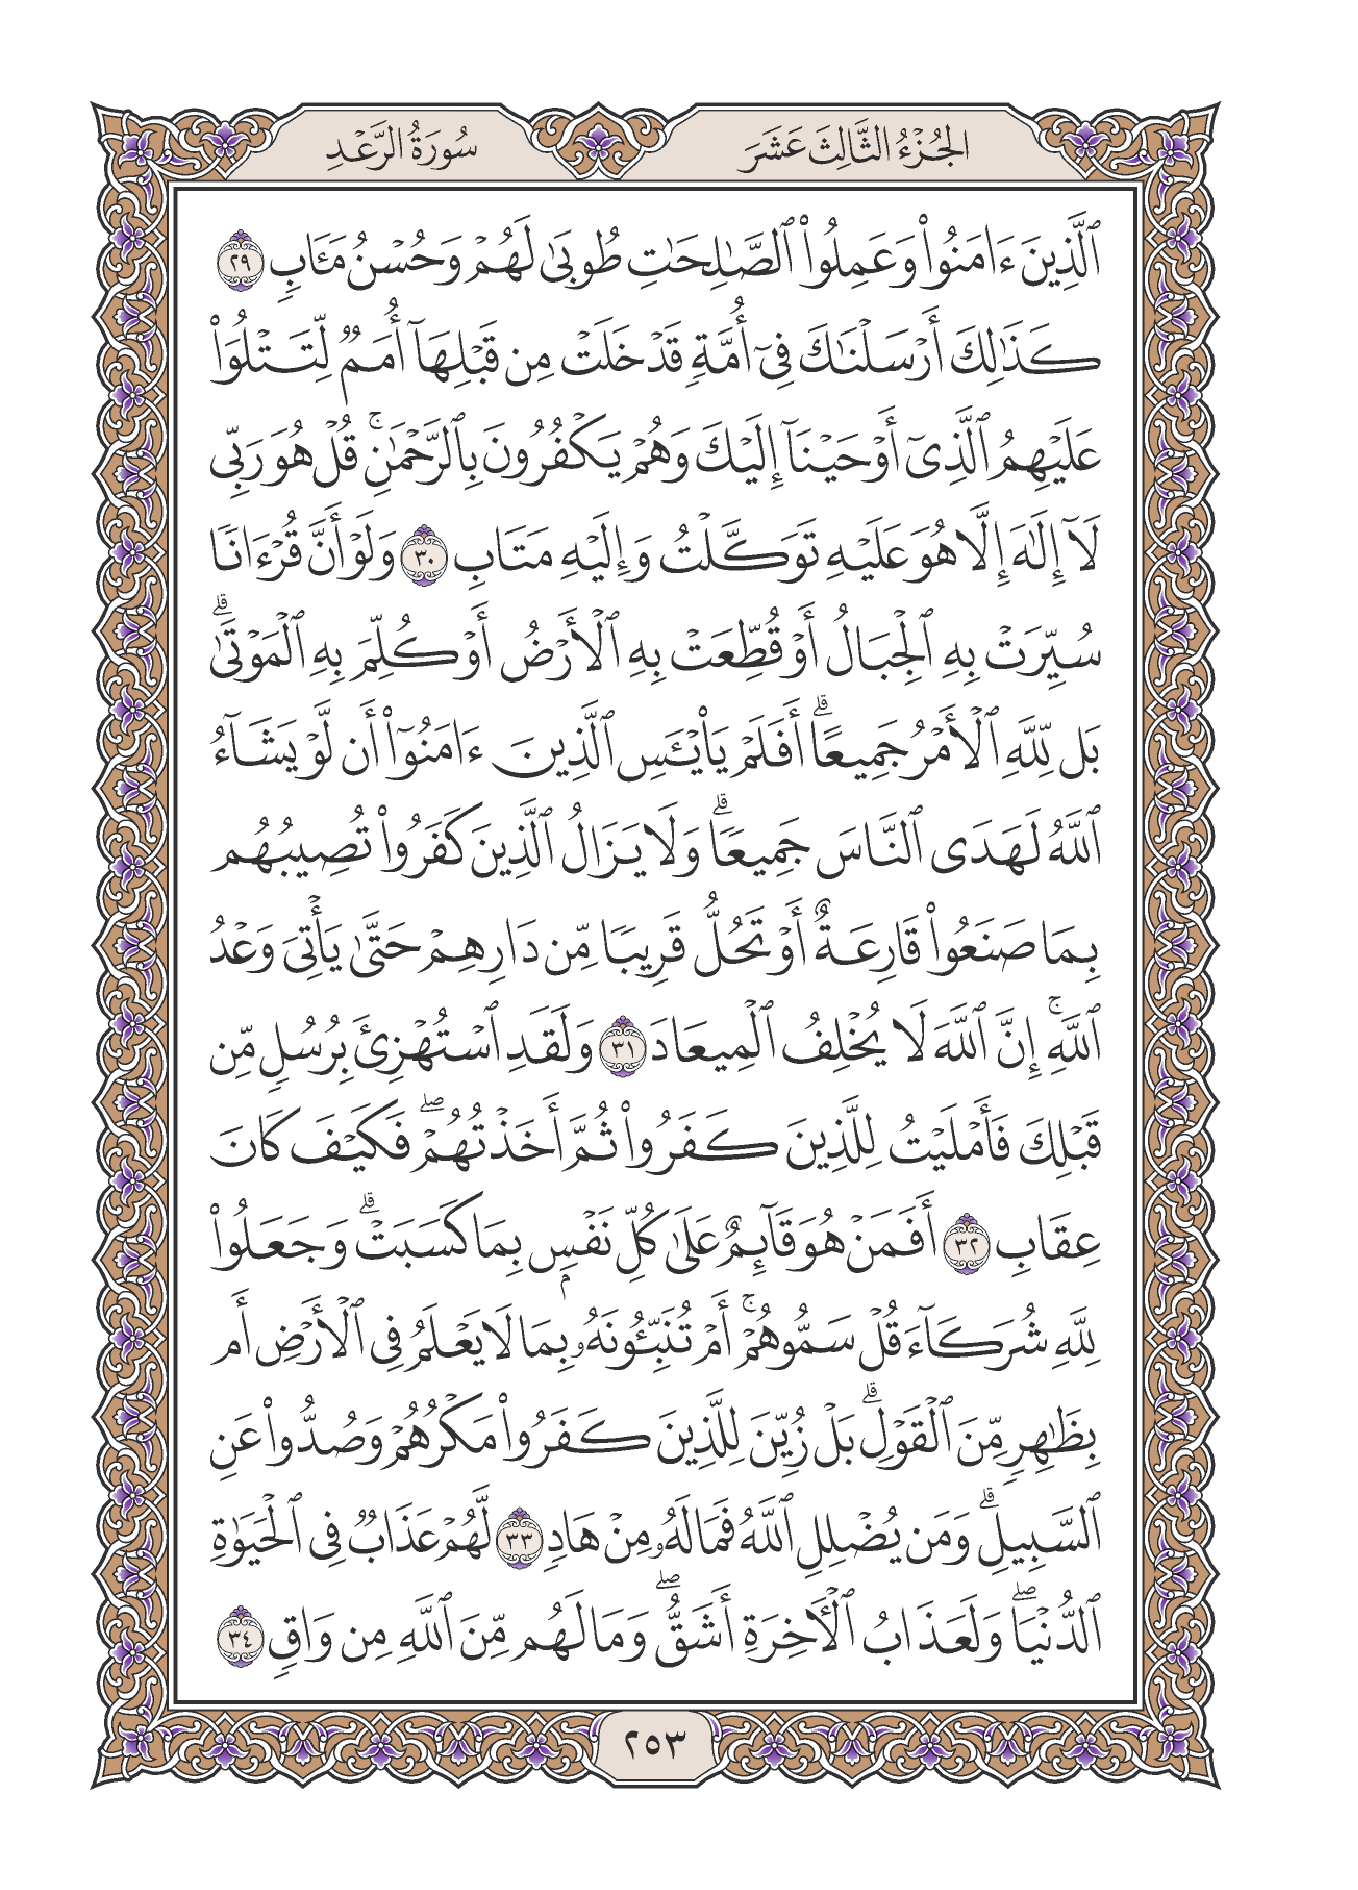 الجُزْءُ الثَّالِثَ عَشَرَ
سُورَةُ الرَّعْدِ
ٱلَّذِينَ ءَامَنُوا۟ وَعَمِلُوا۟ ٱلصَّٰلِحَٰتِ طُوبَىٰ لَهُمْ وَحُسْنُ مَـَٔابٍ ٢٩
كَذَٰلِكَ أَرْسَلْنَٰكَ فِىٓ أُمَّةٍ قَدْ خَلَتْ مِن قَبْلِهَآ أُمَمٌ لِّتَتْلُوَا۟
عَلَيْهِمُ ٱلَّذِىٓ أَوْحَيْنَآ إِلَيْكَ وَهُمْ يَكْفُرُونَ بِٱلرَّحْمَٰنِ ۚ قُلْ هُوَ رَبِّى
لَآ إِلَٰهَ إِلَّا هُوَ عَلَيْهِ تَوَكَّلْتُ وَإِلَيْهِ مَتَابِ ٣٠ وَلَوْ أَنَّ قُرْءَانًا
سُيِّرَتْ بِهِ ٱلْجِبَالُ أَوْ قُطِّعَتْ بِهِ ٱلْأَرْضُ أَوْ كُلِّمَ بِهِ ٱلْمَوْتَىٰ ۗ
بَل لِّلَّهِ ٱلْأَمْرُ جَمِيعًا ۗ أَفَلَمْ يَا۟يْـَٔسِ ٱلَّذِينَ ءَامَنُوٓا۟ أَن لَّوْ يَشَآءُ
ٱللَّهُ لَهَدَى ٱلنَّاسَ جَمِيعًا ۗ وَلَا يَزَالُ ٱلَّذِينَ كَفَرُوا۟ تُصِيبُهُم
بِمَا صَنَعُوا۟ قَارِعَةٌ أَوْ تَحُلُّ قَرِيبًا مِّن دَارِهِمْ حَتَّىٰ يَأْتِىَ وَعْدُ
ٱللَّهِ ۚ إِنَّ ٱللَّهَ لَا يُخْلِفُ ٱلْمِيعَادَ ٣١ وَلَقَدِ ٱسْتُهْزِئَ بِرُسُلٍ مِّن
قَبْلِكَ فَأَمْلَيْتُ لِلَّذِينَ كَفَرُوا۟ ثُمَّ أَخَذْتُهُمْ ۖ فَكَيْفَ كَانَ
عِقَابِ ٣٢ أَفَمَنْ هُوَ قَآئِمٌ عَلَىٰ كُلِّ نَفْسٍۭ بِمَا كَسَبَتْ ۗ وَجَعَلُوا۟
لِلَّهِ شُرَكَآءَ قُلْ سَمُّوهُمْ ۚ أَمْ تُنَبِّـُٔونَهُۥ بِمَا لَا يَعْلَمُ فِى ٱلْأَرْضِ أَم
بِظَٰهِرٍ مِّنَ ٱلْقَوْلِ ۗ بَلْ زُيِّنَ لِلَّذِينَ كَفَرُوا۟ مَكْرُهُمْ وَصُدُّوا۟ عَنِ
ٱلسَّبِيلِ ۗ وَمَن يُضْلِلِ ٱللَّهُ فَمَا لَهُۥ مِنْ هَادٍ ٣٣ لَّهُمْ عَذَابٌ فِى ٱلْحَيَوٰةِ
ٱلدُّنْيَا ۖ وَلَعَذَابُ ٱلْـَٔاخِرَةِ أَشَقُّ ۖ وَمَا لَهُم مِّنَ ٱللَّهِ مِن وَاقٍ ٣٤
٢٥٣